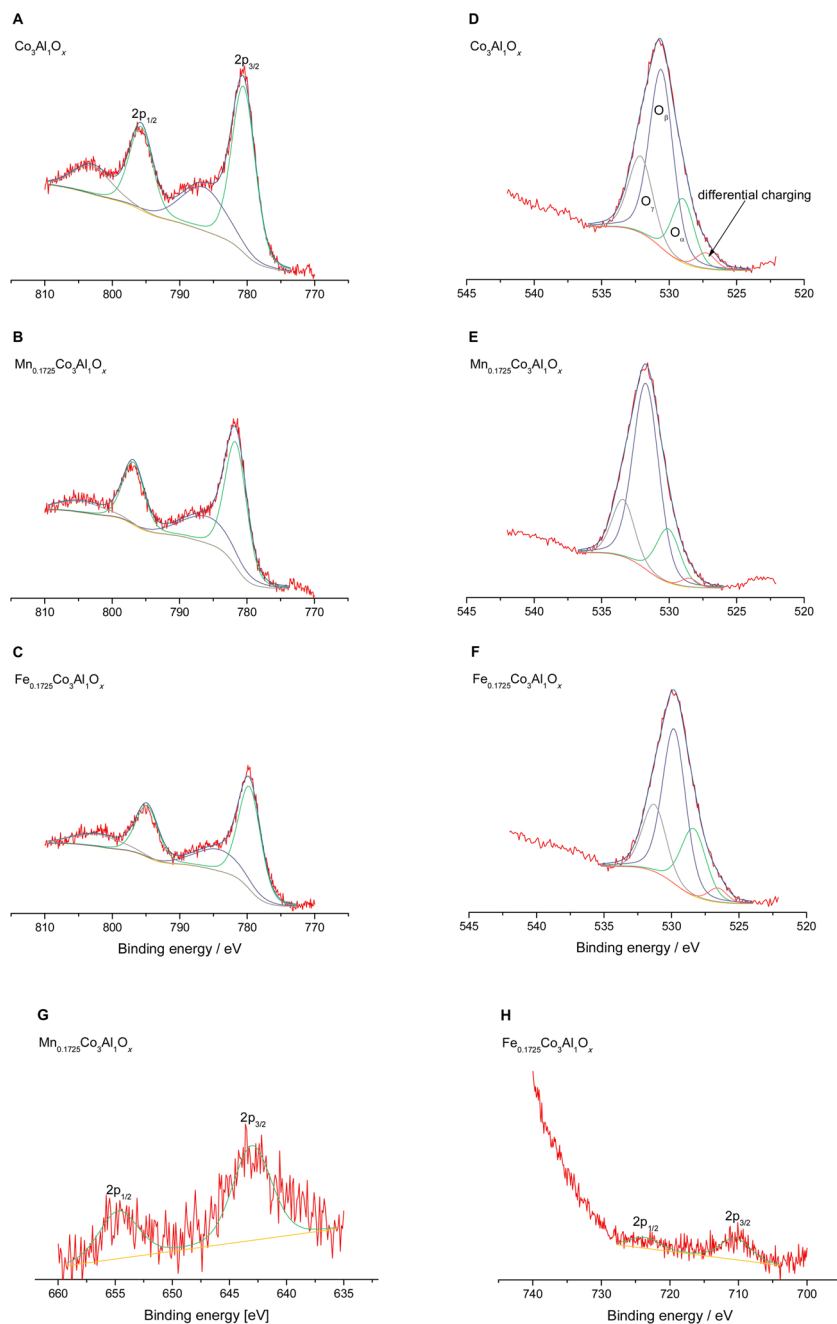 A
Co₃Al₁Oₓ
2p₁/₂
2p₃/₂
810 800 790 780 770
D
Co₃Al₁Oₓ
Oᵦ
Oᵧ
Oα
differential charging
545 540 535 530 525 520
B
Mn₀.₁₇₂₅Co₃Al₁Oₓ
810 800 790 780 770
E
Mn₀.₁₇₂₅Co₃Al₁Oₓ
545 540 535 530 525 520
C
Fe₀.₁₇₂₅Co₃Al₁Oₓ
810 800 790 780 770
Binding energy / eV
F
Fe₀.₁₇₂₅Co₃Al₁Oₓ
545 540 535 530 525 520
Binding energy / eV
G
Mn₀.₁₇₂₅Co₃Al₁Oₓ
2p₁/₂
2p₃/₂
660 655 650 645 640 635
Binding energy [eV]
H
Fe₀.₁₇₂₅Co₃Al₁Oₓ
2p₁/₂
2p₃/₂
740 730 720 710 700
Binding energy / eV